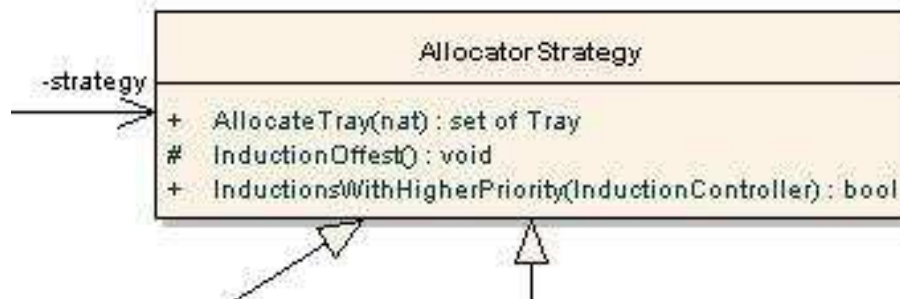 AllocatorStrategy
-strategy
+ AllocateTray(nat) : set of Tray
# InductionOffest() : void
+ InductionsWithHigherPriority(InductionController) : bool